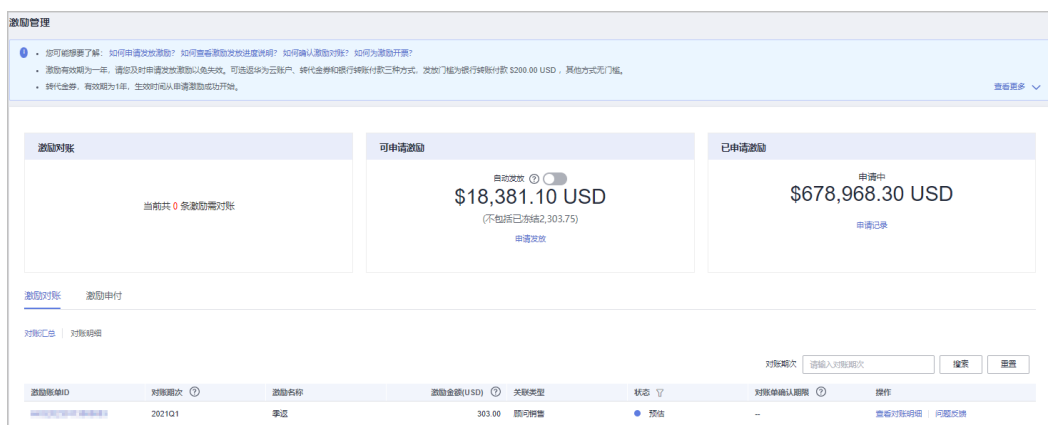 激励管理
您可能想要了解：如何申请发放激励？ 如何查看激励发放进度说明？ 如何确认激励对账？ 如何为激励开票？
激励有效期为一年，请您及时申请发放激励以免失效。可选返华为云账户、转代金券和银行转账付款三种方式，发放门槛为银行转账付款 $200.00 USD ，其他方式无门槛。
转代金券，有效期为1年，生效时间从申请激励成功开始。 查看更多
激励对账 可申请激励 已申请激励
自动发放 申请中
$18,381.10 USD $678,968.30 USD
当前共 0 条激励需对账
(不包括已冻结2,303.75)
申请发放 申请记录
激励对账 激励申付
对账汇总 对账明细
对账期次 请输入对账期次 搜索 重置
激励账单ID 对账期次 激励名称 激励金额(USD) 关联类型 状态 对账单确认期限 操作
2021Q1 季返 303.00 顾问销售 预估 -- 查看对账明细 问题反馈